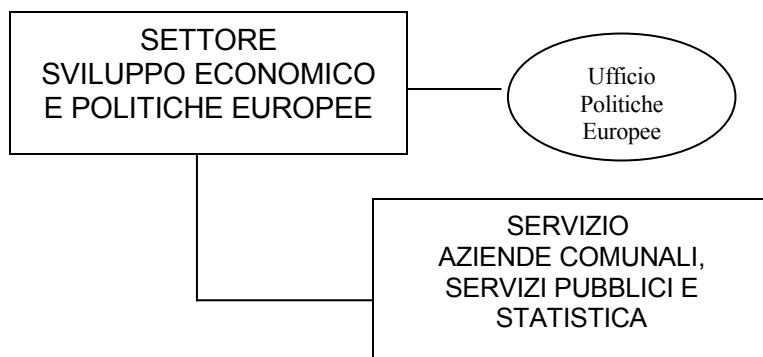 SETTORE
SVILUPPO ECONOMICO
E POLITICHE EUROPEE
Ufficio
Politiche
Europee
SERVIZIO
AZIENDE COMUNALI,
SERVIZI PUBBLICI E
STATISTICA